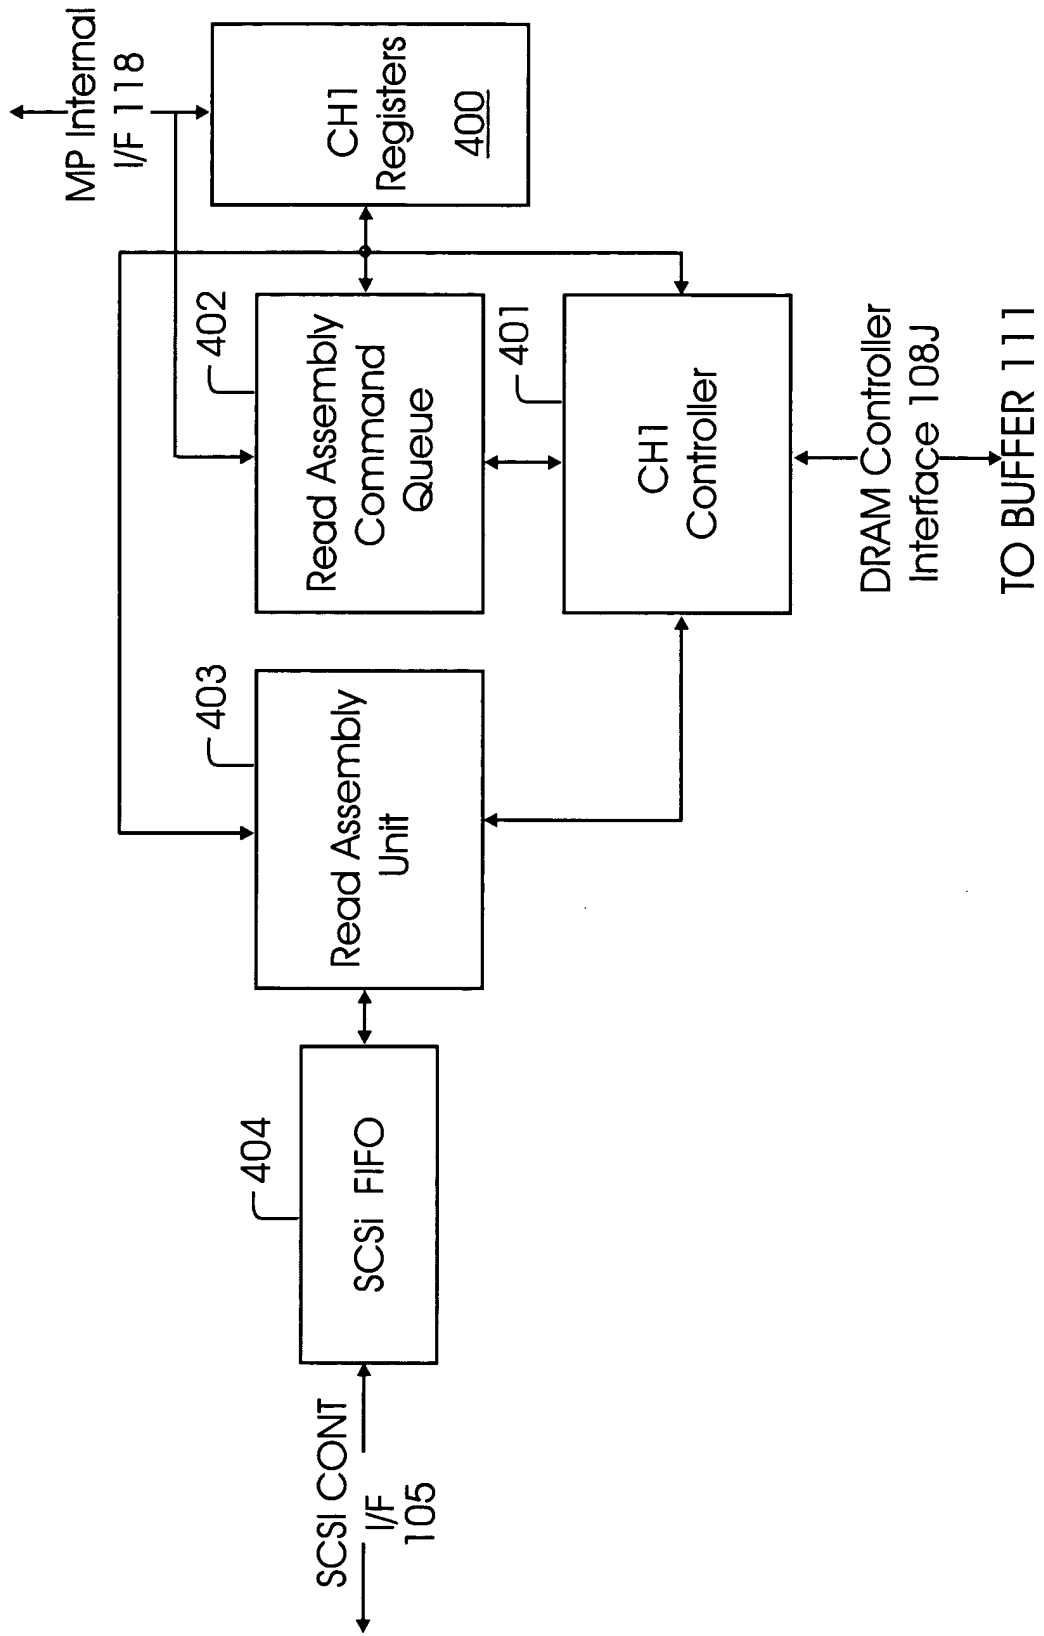 MP Internal
I/F 118
CH1
Registers
400
402
Read Assembly
Command
Queue
401
CH1
Controller
DRAM Controller
Interface 108J
TO BUFFER 111
403
Read Assembly
Unit
404
SCSi FIFO
SCSI CONT
I/F
105